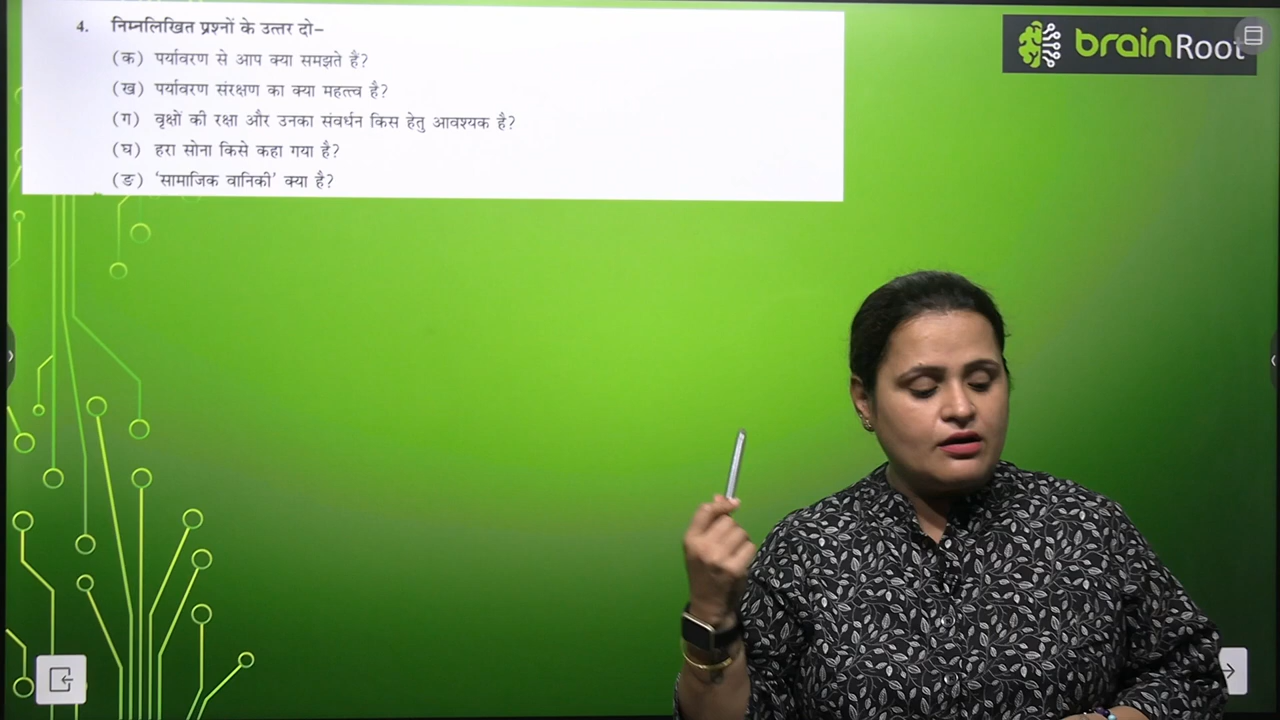 4. निम्नलिखित प्रश्नों के उत्तर दो–
(क) पर्यावरण से आप क्या समझते हैं?
(ख) पर्यावरण संरक्षण का क्या महत्त्व है?
(ग) वृक्षों की रक्षा और उनका संवर्धन किस हेतु आवश्यक है?
(घ) हरा सोना किसे कहा गया है?
(ङ) ‘सामाजिक वानिकी’ क्या है?
brainRoot